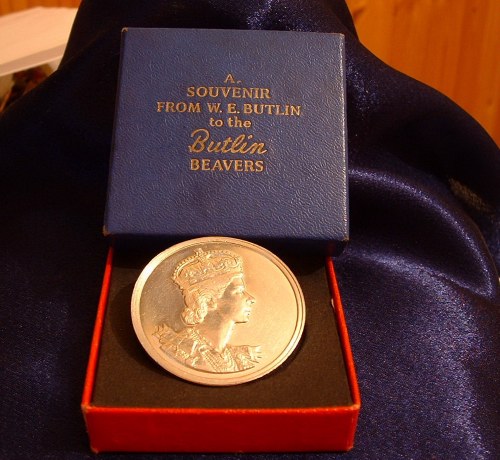 A
SOUVENIR
FROM W. E. BUTLIN
to the
Butlin
BEAVERS